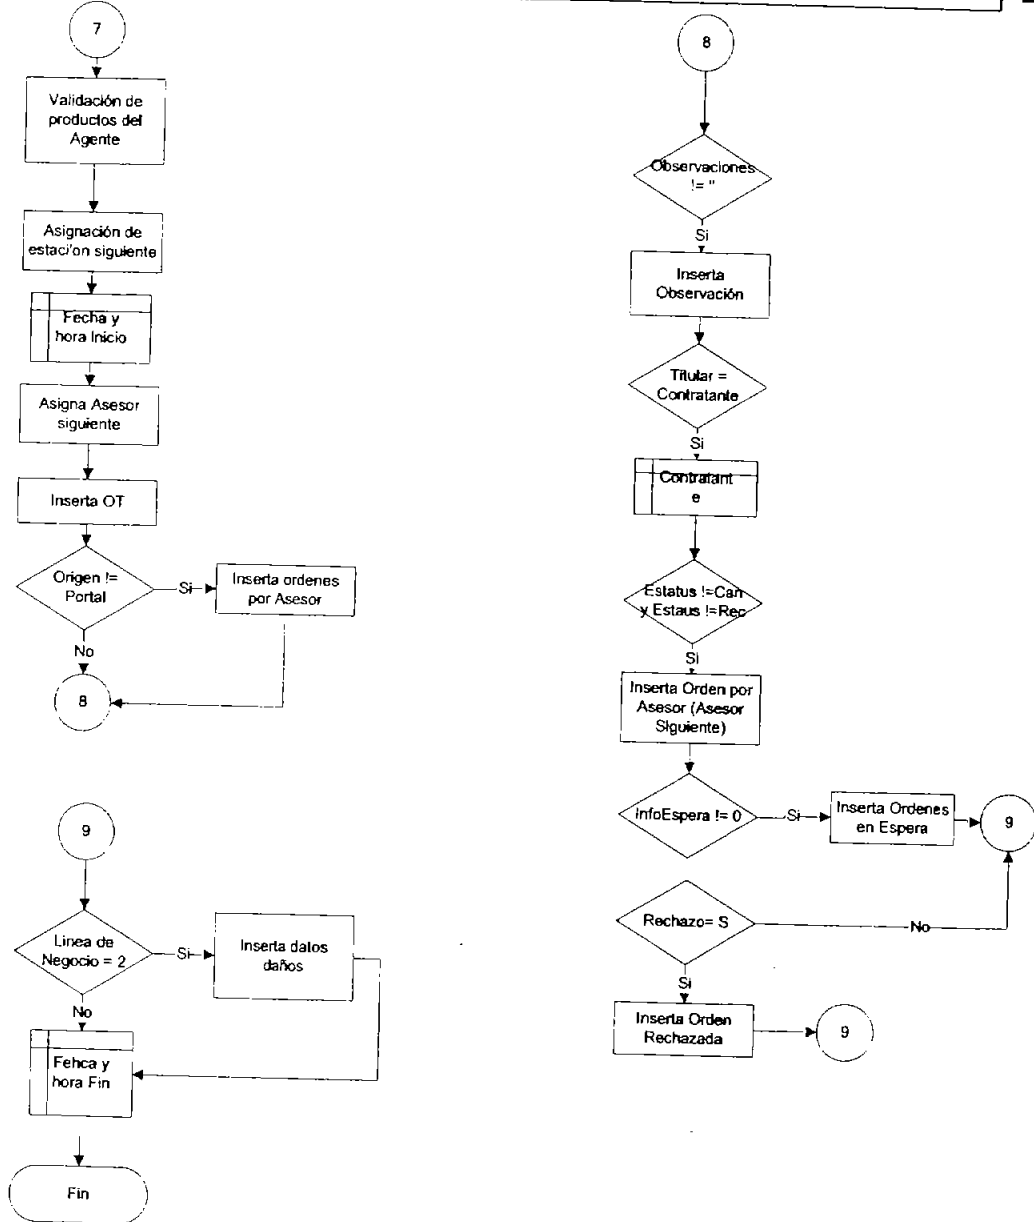 7
Validación de
productos del
Agente
Asignación de
estaci'on siguiente
Fecha y
hora Inicio
Asigna Asesor
siguiente
Inserta OT
Origen !=
Portal
Si
Inserta ordenes
por Asesor
No
8
9
Linea de
Negocio = 2
Si
Inserta datos
daños
No
Fehca y
hora Fin
Fin
8
Observaciones
!= "
Si
Inserta
Observación
Titular =
Contratante
Si
Contratant
e
Estatus !=Can
y Estaus !=Rec
Si
Inserta Orden por
Asesor (Asesor
Siguiente)
InfoEspera != 0
Si
Inserta Ordenes
en Espera
9
Rechazo= S
No
Si
Inserta Orden
Rechazada
9